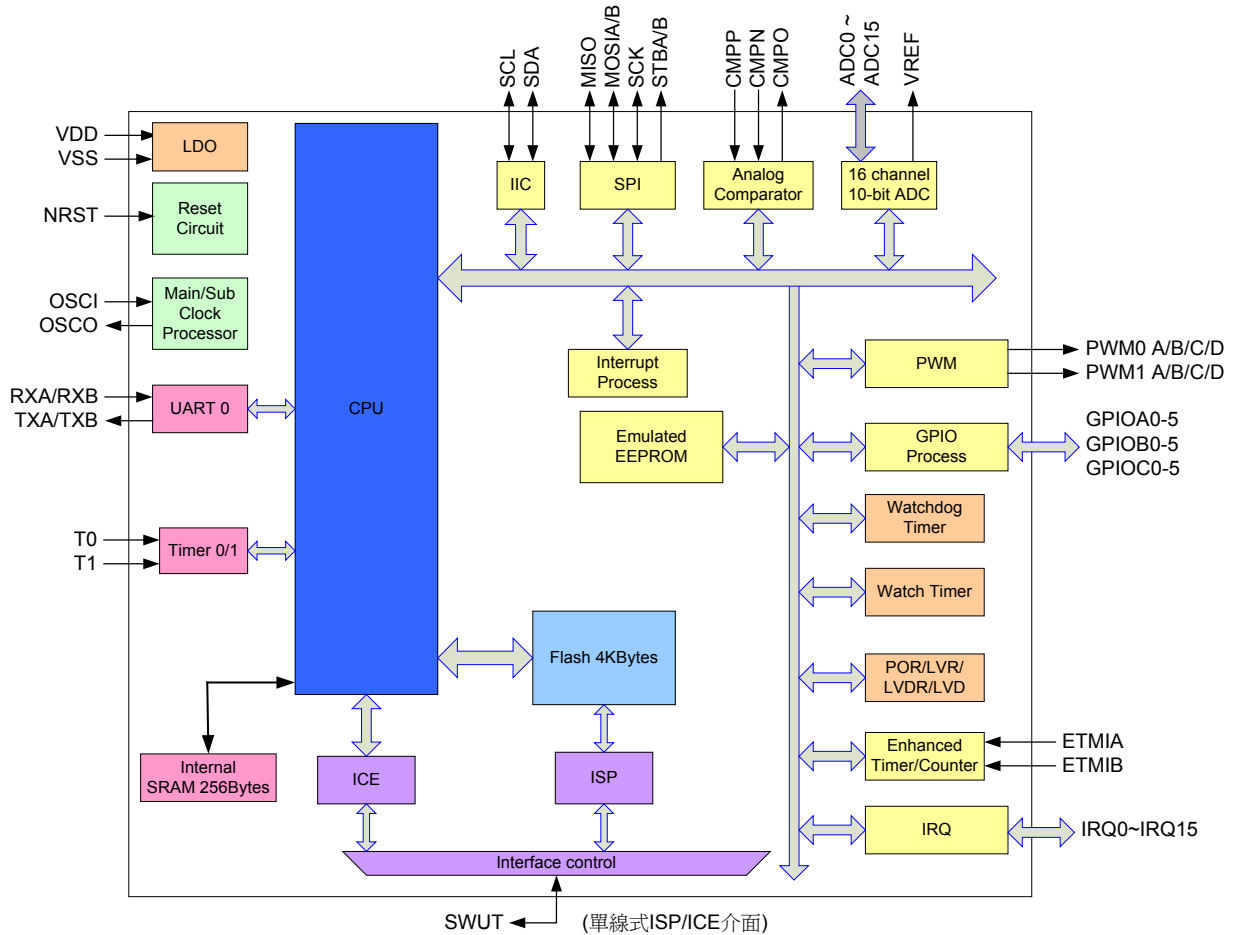 SCL
SDA
MISO
MOSIA/B
SCK
STBA/B
CMPP
CMPN
CMPO
ADC0 ~
ADC15
VREF
VDD
VSS
LDO
NRST
Reset
Circuit
OSCI
OSCO
Main/Sub
Clock
Processor
RXA/RXB
TXA/TXB
UART 0
T0
T1
Timer 0/1
CPU
IIC
SPI
Analog
Comparator
16 channel
10-bit ADC
Interrupt
Process
Emulated
EEPROM
PWM
PWM0 A/B/C/D
PWM1 A/B/C/D
GPIO
Process
GPIOA0-5
GPIOB0-5
GPIOC0-5
Watchdog
Timer
Watch Timer
Flash 4KBytes
POR/LVR/
LVDR/LVD
Enhanced
Timer/Counter
ETMIA
ETMIB
Internal
SRAM 256Bytes
ICE
ISP
IRQ
IRQ0~IRQ15
Interface control
SWUT
(單線式ISP/ICE介面)